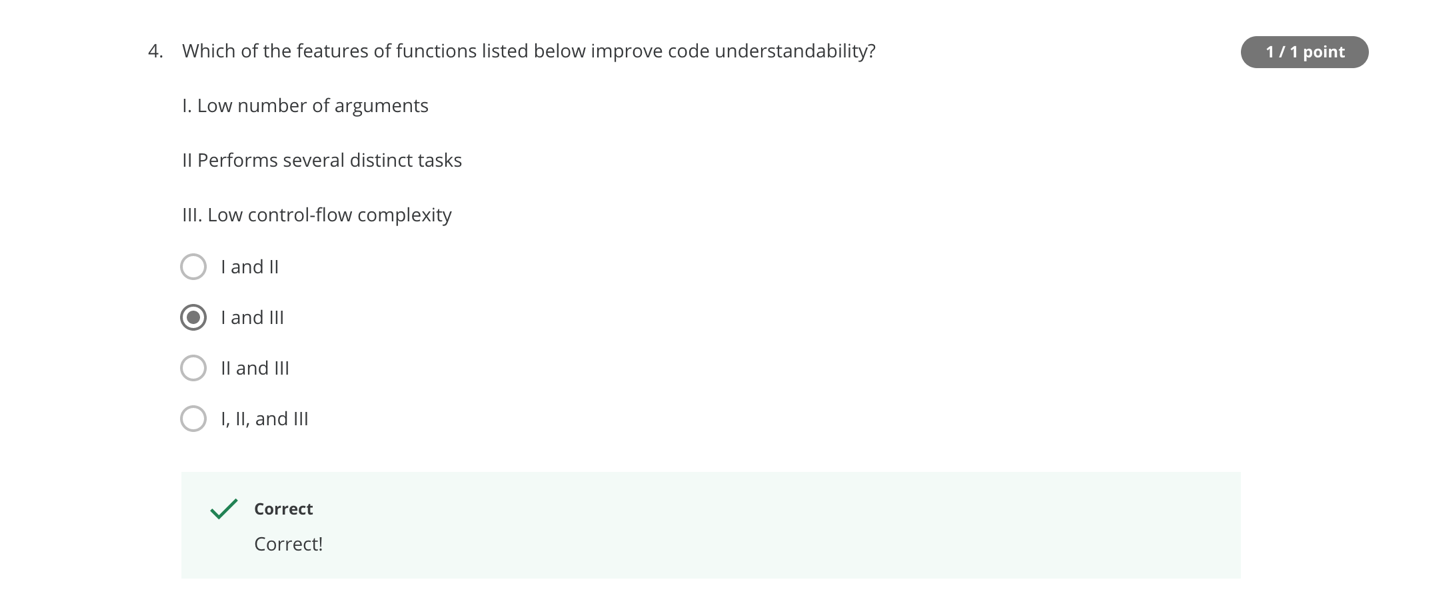 4. Which of the features of functions listed below improve code understandability?
1 / 1 point
I. Low number of arguments
II Performs several distinct tasks
III. Low control-flow complexity
I and II
I and III
II and III
I, II, and III
Correct
Correct!